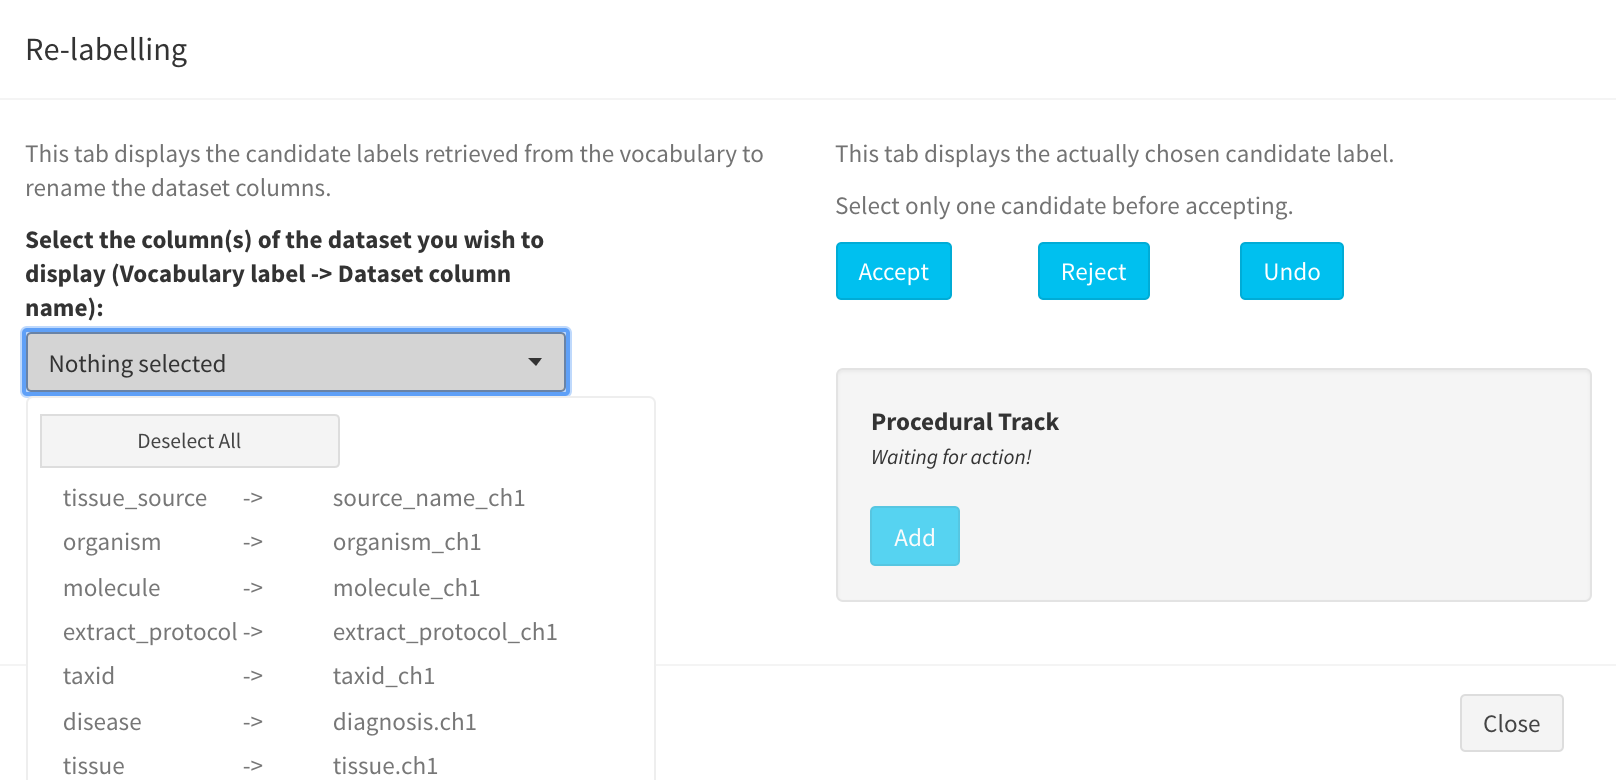 Re-labelling
This tab displays the candidate labels retrieved from the vocabulary to
rename the dataset columns.
Select the column(s) of the dataset you wish to
display (Vocabulary label -> Dataset column
name):
Nothing selected
Deselect All
tissue_source -> source_name_ch1
organism -> organism_ch1
molecule -> molecule_ch1
extract_protocol -> extract_protocol_ch1
taxid -> taxid_ch1
disease -> diagnosis.ch1
tissue -> tissue.ch1
This tab displays the actually chosen candidate label.
Select only one candidate before accepting.
Accept Reject Undo
Procedural Track
Waiting for action!
Add
Close